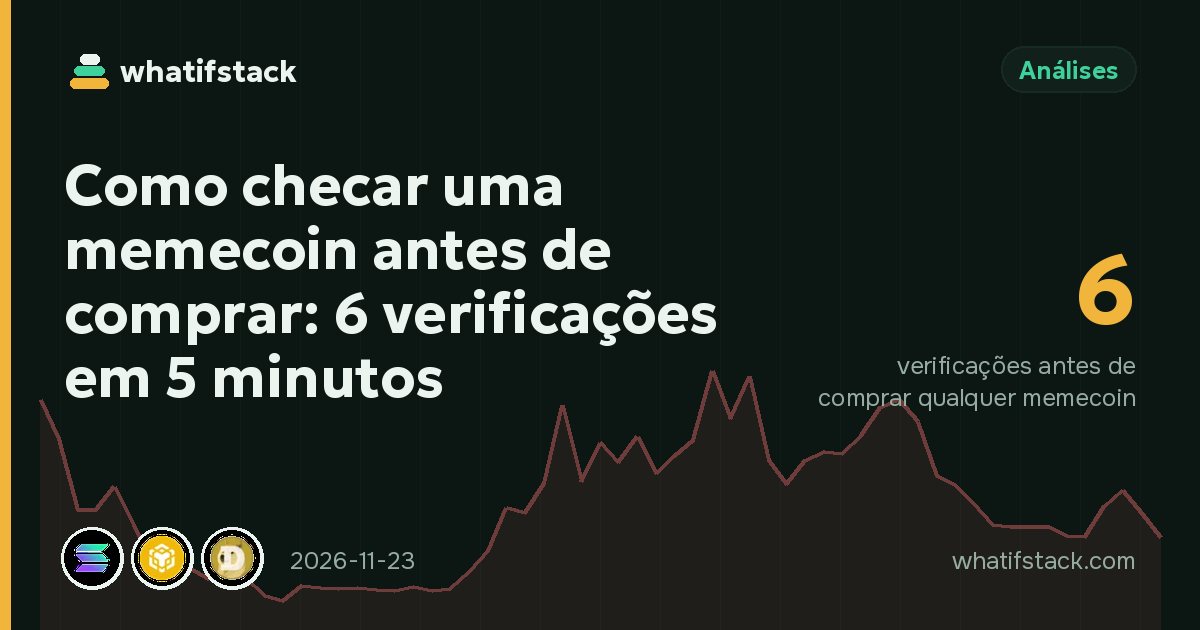 whatifstack
Análises
Como checar uma
memecoin antes de
comprar: 6 verificações
em 5 minutos
6
verificações antes de
comprar qualquer memecoin
2026-11-23
whatifstack.com